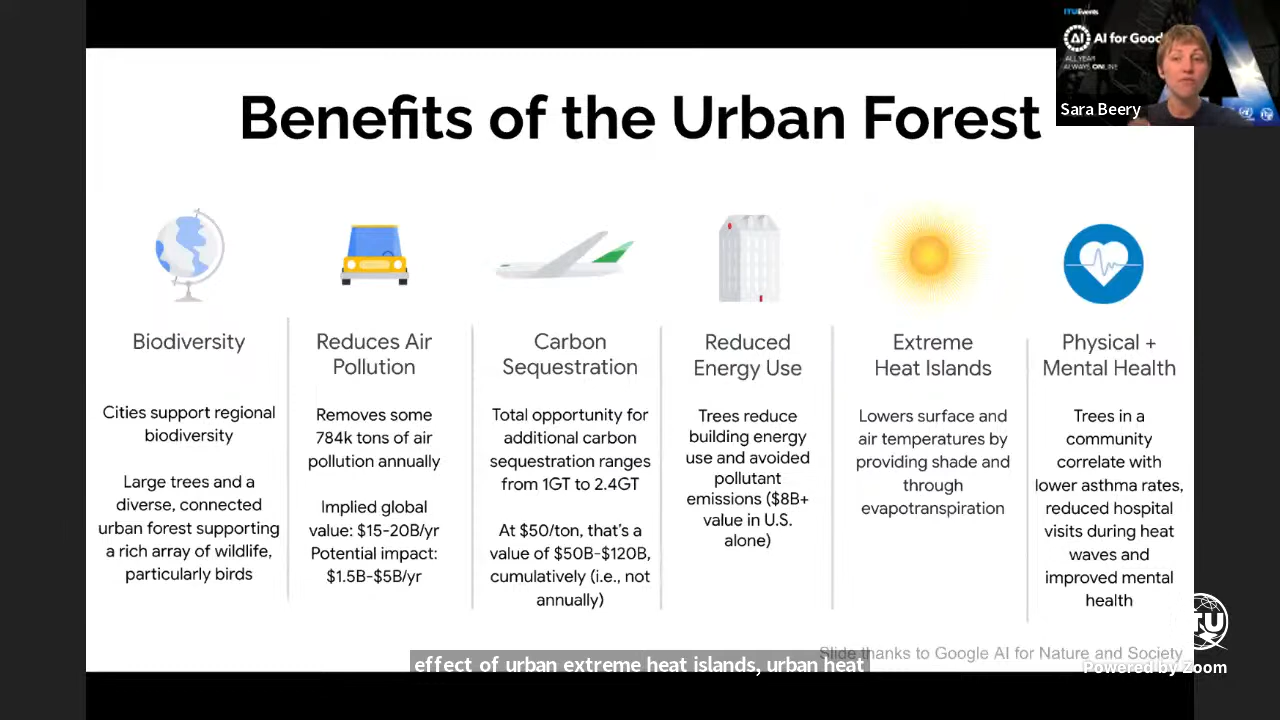 ITUEvents
AI
AI for Good
ALL YEAR
ALWAYS ONLINE
Sara Beery
Benefits of the Urban Forest
Biodiversity
Cities support regional
biodiversity
Large trees and a
diverse, connected
urban forest supporting
a rich array of wildlife,
particularly birds
Reduces Air
Pollution
Removes some
784k tons of air
pollution annually
Implied global
value: $15-20B/yr
Potential impact:
$1.5B-$5B/yr
Carbon
Sequestration
Total opportunity for
additional carbon
sequestration ranges
from 1GT to 2.4GT
At $50/ton, that's a
value of $50B-$120B,
cumulatively (i.e., not
annually)
Reduced
Energy Use
Trees reduce
building energy
use and avoided
pollutant
emissions ($8B+
value in U.S.
alone)
Extreme
Heat Islands
Lowers surface and
air temperatures by
providing shade and
through
evapotranspiration
Physical +
Mental Health
Trees in a
community
correlate with
lower asthma rates,
reduced hospital
visits during heat
waves and
improved mental
health
Slide thanks to Google AI for Nature and Society
effect of urban extreme heat islands, urban heat
ITU
Powered by Zoom